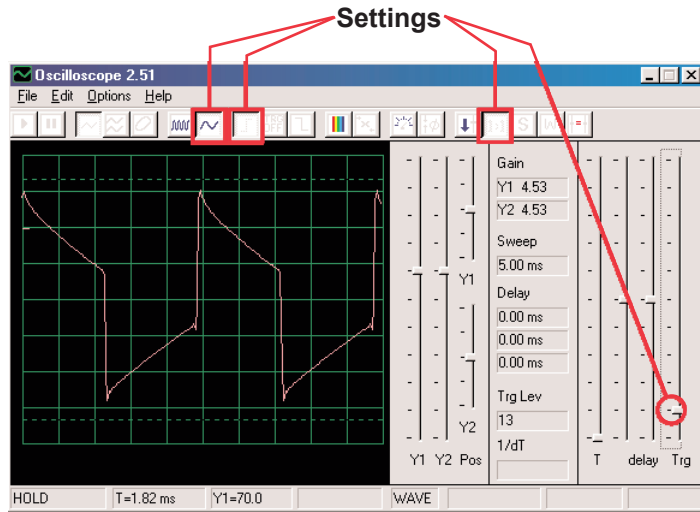 Settings
Oscilloscope 2.51
File Edit Options Help
Gain
Y1 4.53
Y2 4.53
Sweep
5.00 ms
Y1
Delay
0.00 ms
0.00 ms
0.00 ms
Trg Lev
13
Y2
1/dT
Y1 Y2 Pos
T delay Trg
HOLD T=1.82 ms Y1=70.0 WAVE